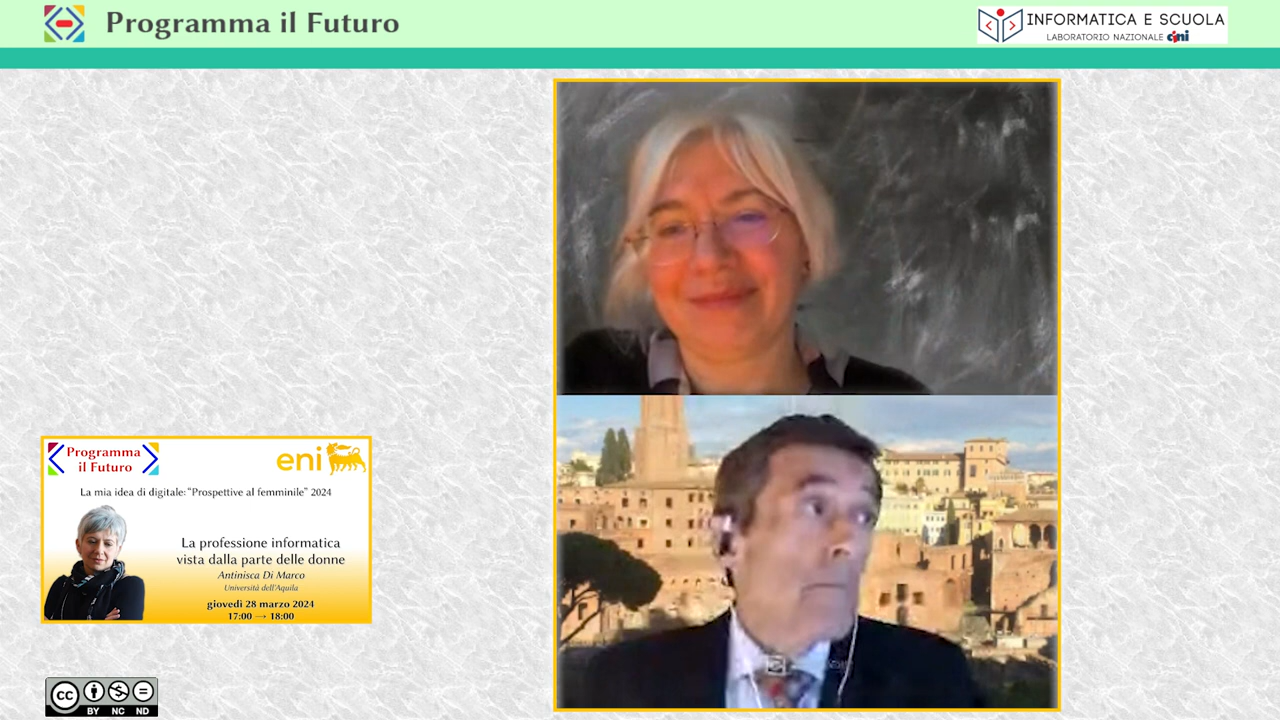 Programma il Futuro
INFORMATICA E SCUOLA
LABORATORIO NAZIONALE cini
Programma
il Futuro
eni
La mia idea di digitale: "Prospettive al femminile" 2024
La professione informatica
vista dalla parte delle donne
Antinisca Di Marco
Università dell'Aquila
giovedì 28 marzo 2024
17:00 → 18:00
cc
BY NC ND